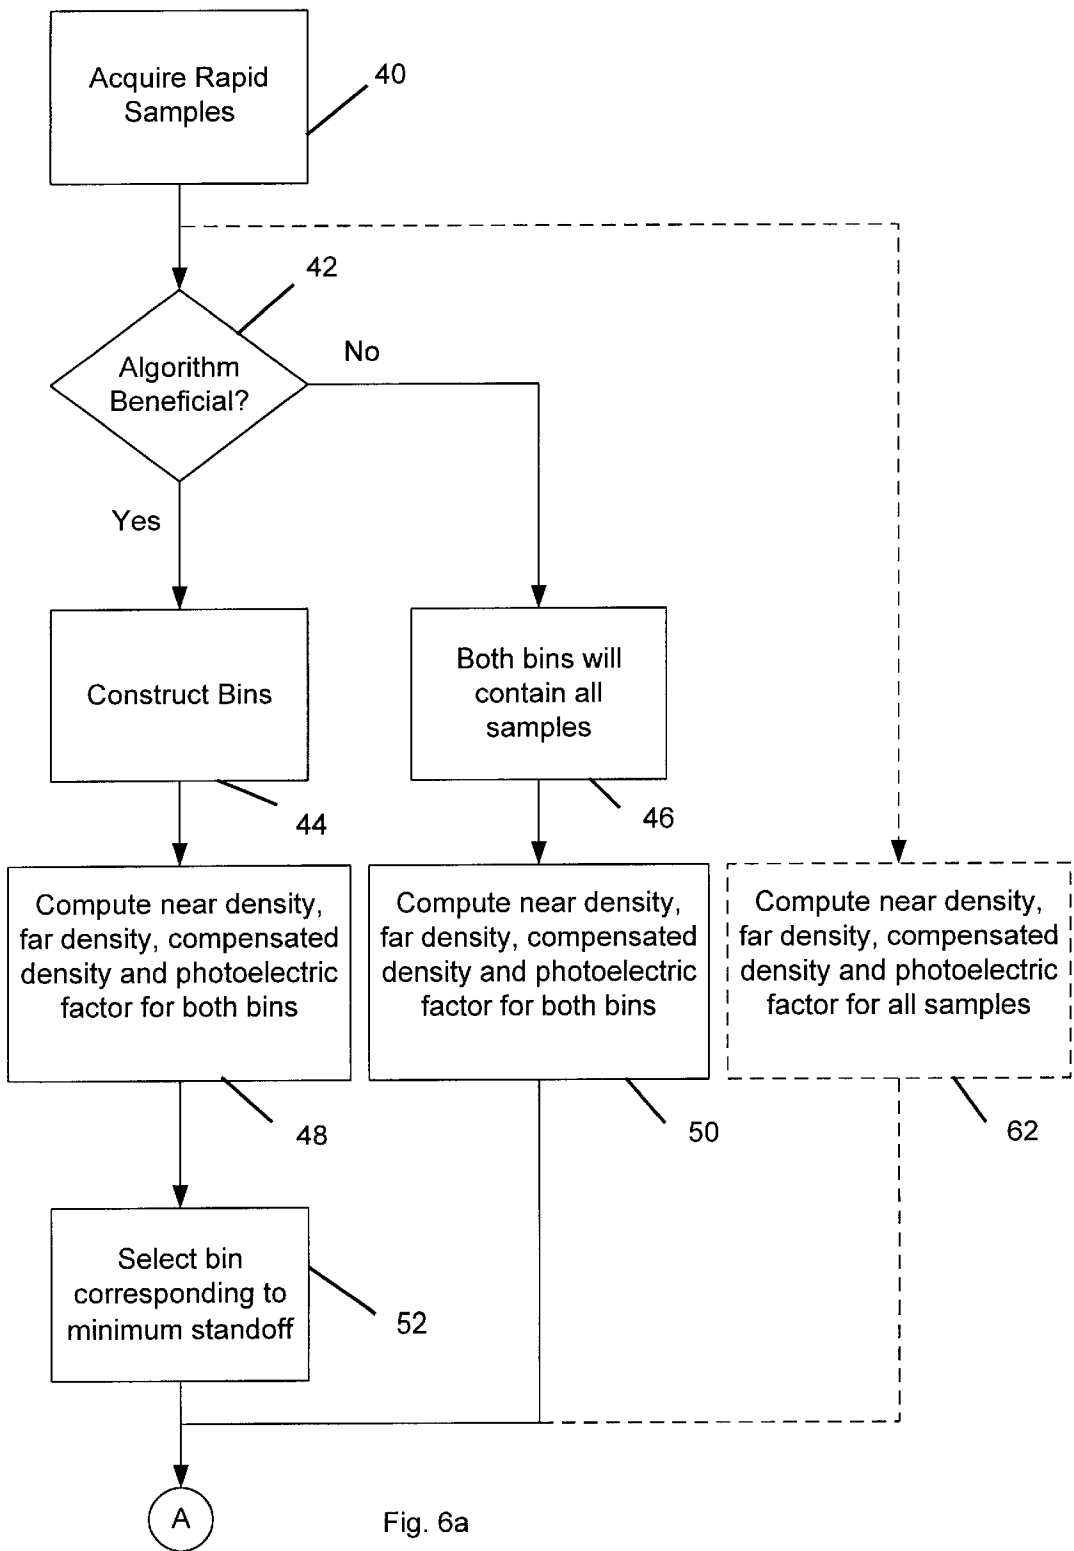 Acquire Rapid
Samples
40
42
Algorithm
Beneficial?
No
Yes
Construct Bins
44
Both bins will
contain all
samples
46
Compute near density,
far density, compensated
density and photoelectric
factor for both bins
48
Compute near density,
far density, compensated
density and photoelectric
factor for both bins
50
Compute near density,
far density, compensated
density and photoelectric
factor for all samples
62
Select bin
corresponding to
minimum standoff
52
A
Fig. 6a